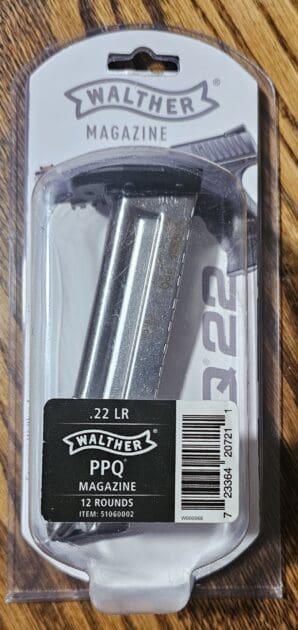 WALTHER®
MAGAZINE
Q 22
.22 LR
WALTHER
PPQ®
MAGAZINE
12 ROUNDS
ITEM: 51060002
7 23364 20721 1